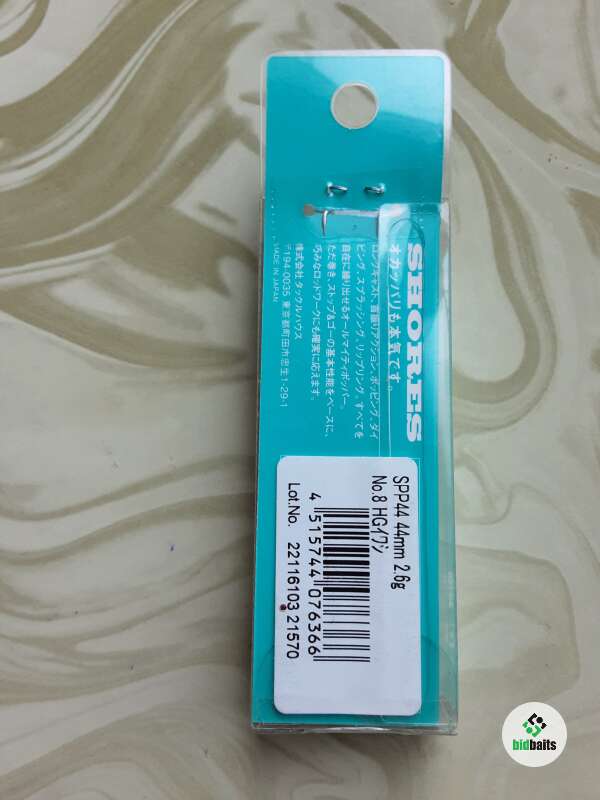 SHORES
オカッパリも本気です。
ロングキャスト、首振りアクション、ポッピング、ダイ
ビング、スプラッシング、リップリング、すべてを
自在に繰り出せるオールマイティポッパー。
ただ巻き、ストップ&ゴーの基本性能をベースに、
巧みなロッドワークにも確実に応えます。
株式会社 タックルハウス
〒194-0035 東京都町田市忠生1-29-1
MADE IN JAPAN
SPP44 44mm 2.6g
No.8 HGイワシ
4 515744 076366
Lot.No. 22116103 21570
bidbaits